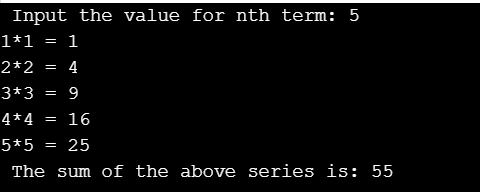 Input the value for nth term: 5
1*1 = 1
2*2 = 4
3*3 = 9
4*4 = 16
5*5 = 25
The sum of the above series is: 55